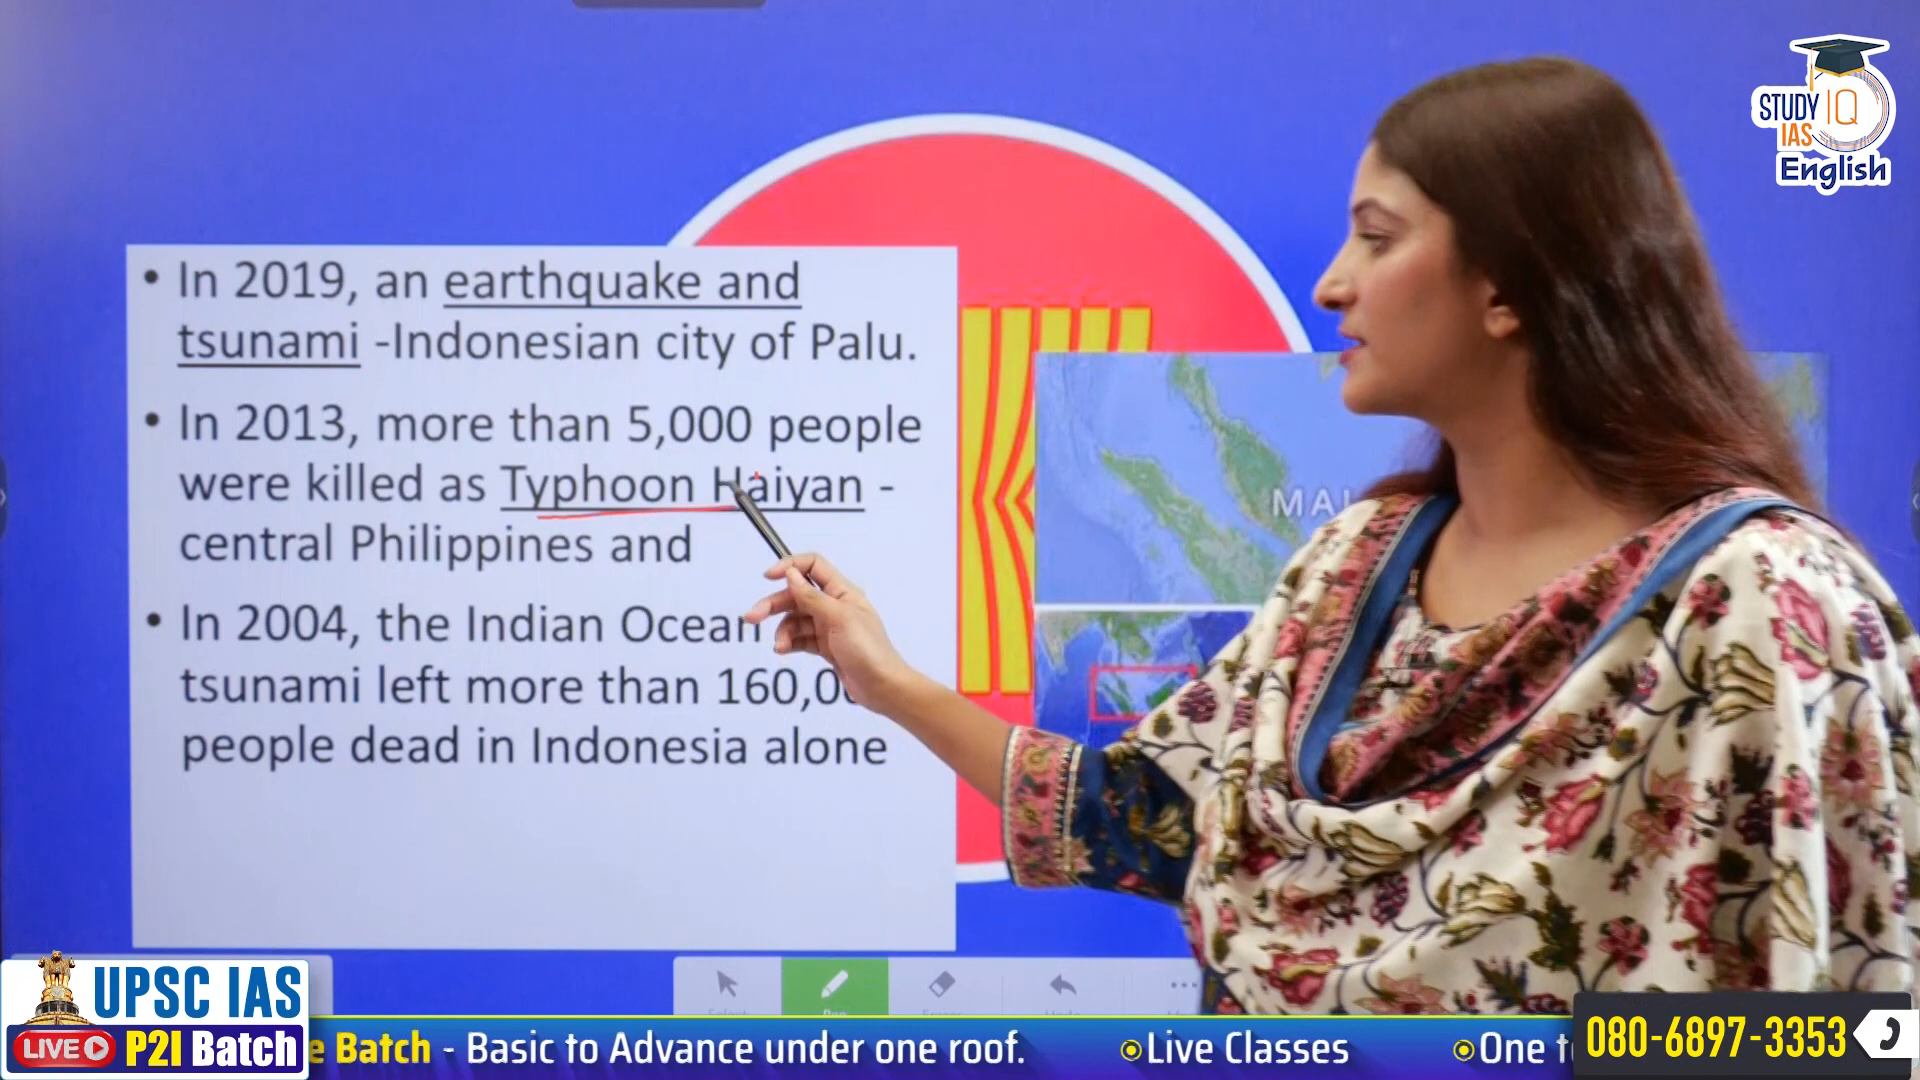 STUDY IQ
IAS
English
• In 2019, an earthquake and
tsunami -Indonesian city of Palu.
• In 2013, more than 5,000 people
were killed as Typhoon Haiyan -
central Philippines and
• In 2004, the Indian Ocean
tsunami left more than
people dead in Indonesia alone
UPSC IAS
LIVE P2I Batch
Batch - Basic to Advance under one roof.
Live Classes
One
080-6897-3353